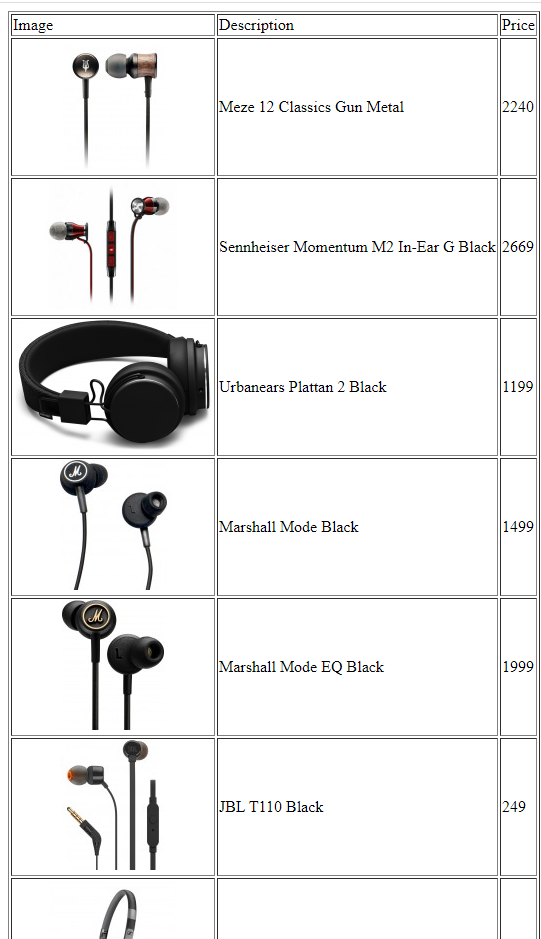 Image Description Price
Meze 12 Classics Gun Metal 2240
Sennheiser Momentum M2 In-Ear G Black 2669
Urbanears Plattan 2 Black 1199
M
L
Marshall Mode Black 1499
M
L
Marshall Mode EQ Black 1999
JBL T110 Black 249